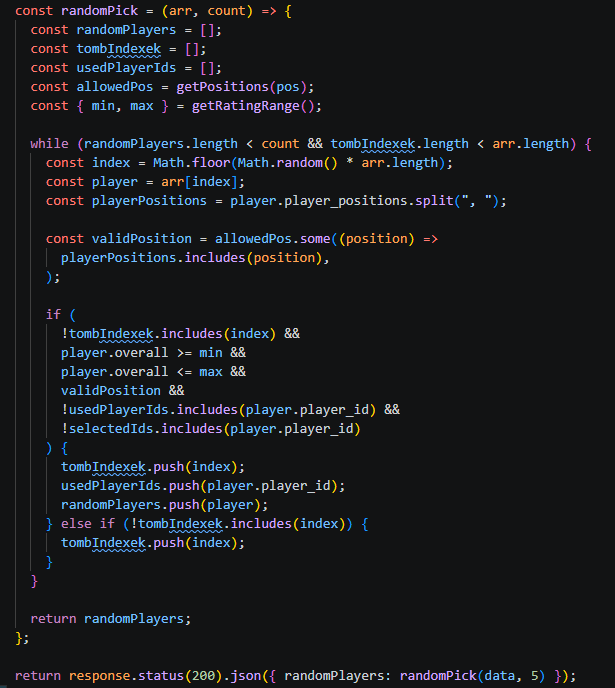 const randomPick = (arr, count) => {
  const randomPlayers = [];
  const tombIndexek = [];
  const usedPlayerIds = [];
  const allowedPos = getPositions(pos);
  const { min, max } = getRatingRange();

  while (randomPlayers.length < count && tombIndexek.length < arr.length) {
    const index = Math.floor(Math.random() * arr.length);
    const player = arr[index];
    const playerPositions = player.player_positions.split(", ");

    const validPosition = allowedPos.some((position) =>
      playerPositions.includes(position),
    );

    if (
      !tombIndexek.includes(index) &&
      player.overall >= min &&
      player.overall <= max &&
      validPosition &&
      !usedPlayerIds.includes(player.player_id) &&
      !selectedIds.includes(player.player_id)
    ) {
      tombIndexek.push(index);
      usedPlayerIds.push(player.player_id);
      randomPlayers.push(player);
    } else if (!tombIndexek.includes(index)) {
      tombIndexek.push(index);
    }
  }

  return randomPlayers;
};

return response.status(200).json({ randomPlayers: randomPick(data, 5) });